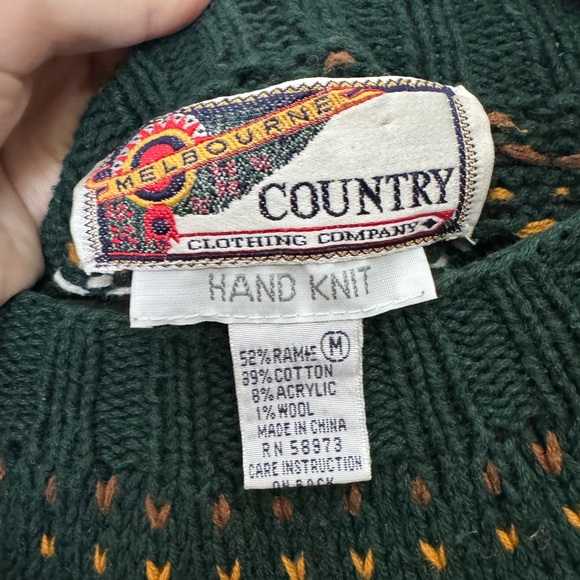 MELBOURNE
COUNTRY
CLOTHING COMPANY
HAND KNIT
52% RAMIE M
39% COTTON
8% ACRYLIC
1% WOOL
MADE IN CHINA
RN 58973
CARE INSTRUCTION
ON BACK